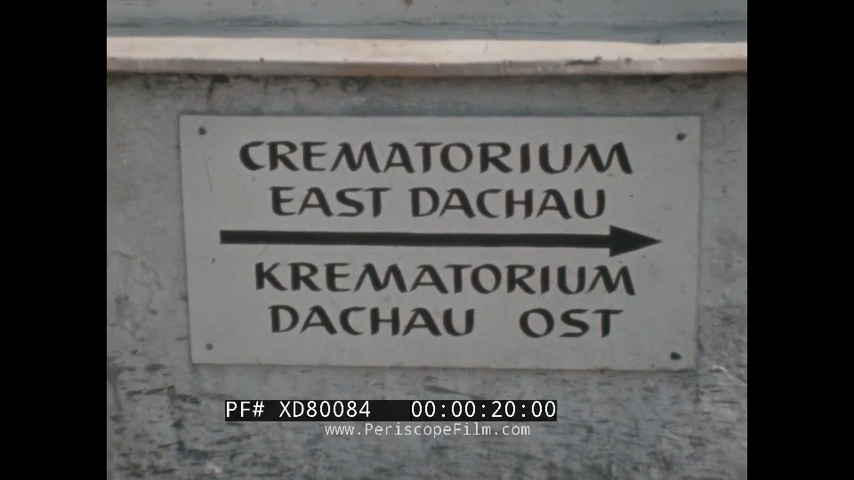 CREMATORIUM
EAST DACHAU
KREMATORIUM
DACHAU OST
PF# XD80084 00:00:20:00
www.PeriscopeFilm.com